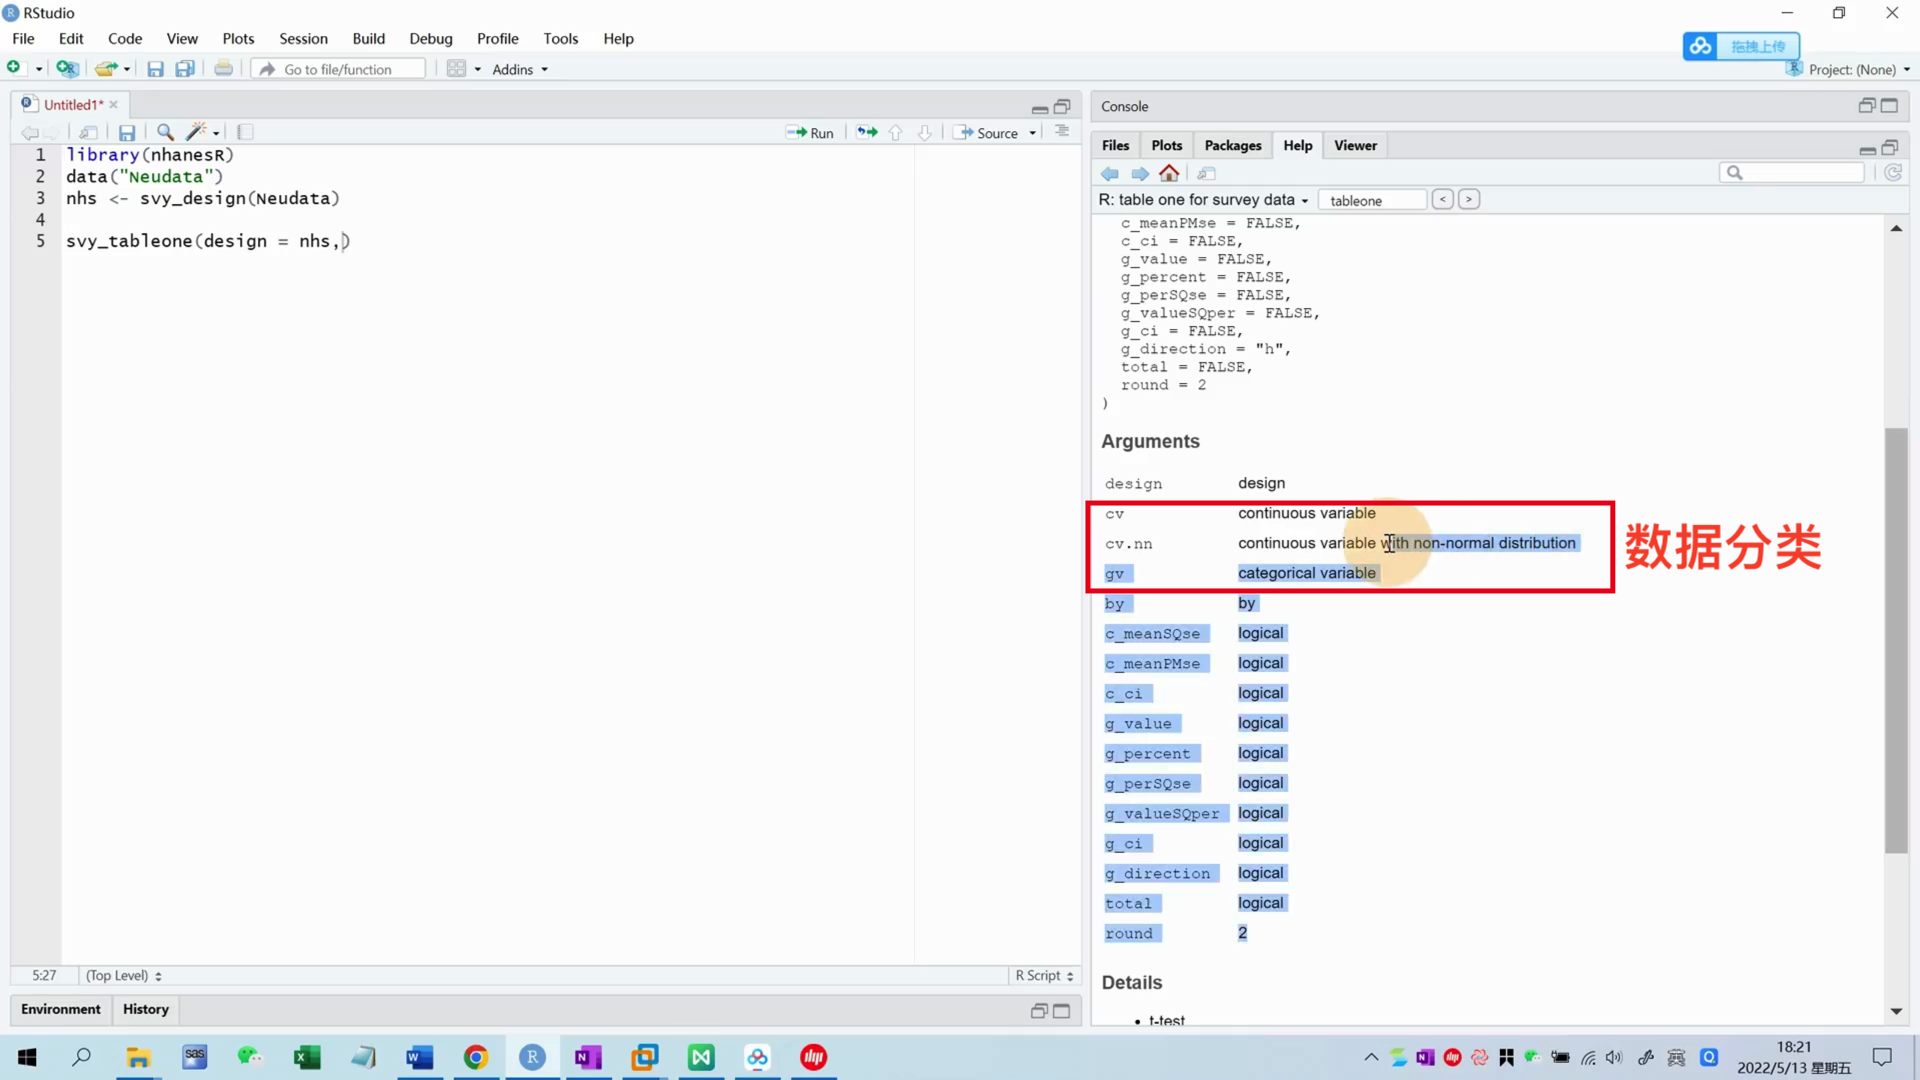 RStudio
File Edit Code View Plots Session Build Debug Profile Tools Help
拖拽上传
Go to file/function Addins Project: (None)
Untitled1*
Run Source
1 library(nhanesR)
2 data("Neudata")
3 nhs <- svy_design(Neudata)
4
5 svy_tableone(design = nhs,)
5:27 (Top Level) R Script
Environment History
Console
Files Plots Packages Help Viewer
R: table one for survey data tableone < >
c_meanPMse = FALSE,
c_ci = FALSE,
g_value = FALSE,
g_percent = FALSE,
g_perSQse = FALSE,
g_valueSQper = FALSE,
g_ci = FALSE,
g_direction = "h",
total = FALSE,
round = 2
)
Arguments
design design
cv continuous variable
cv.nn continuous variable with non-normal distribution
gv categorical variable
数据分类
by by
c_meanSQse logical
c_meanPMse logical
c_ci logical
g_value logical
g_percent logical
g_perSQse logical
g_valueSQper logical
g_ci logical
g_direction logical
total logical
round 2
Details
• t-test
18:21
2022/5/13 星期五